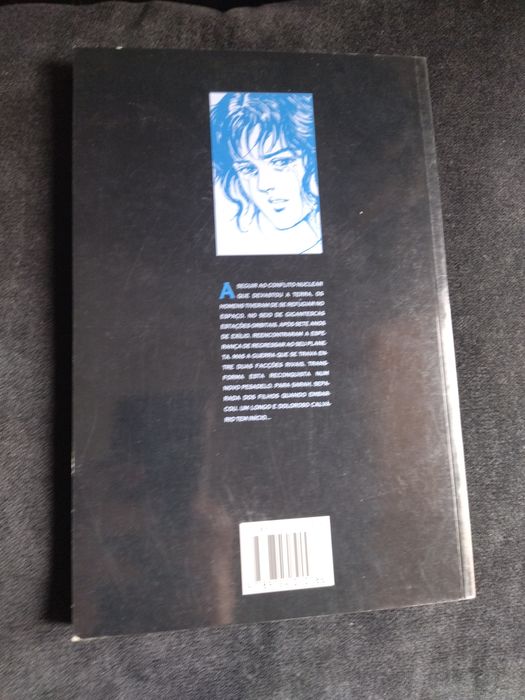 A SEGUIR AO CONFLITO NUCLEAR
QUE DEVASTOU A TERRA, OS
HOMENS TIVERAM DE SE REFUGIAR NO
ESPAÇO, NO SEIO DE GIGANTESCAS
ESTAÇÕES ORBITAIS. APÓS SETE ANOS
DE EXÍLIO, REENCONTRARAM A ESPE-
RANÇA DE REGRESSAR AO SEU PLANE-
TA. MAS A GUERRA QUE SE TRAVA EN-
TRE DUAS FACÇÕES RIVAIS, TRANS-
FORMA ESTA RECONQUISTA NUM
NOVO PESADELO. PARA SARAH, SEPA-
RADA DOS FILHOS QUANDO EMBAR-
COU, UM LONGO E DOLOROSO CALVÁ-
RIO TEM INÍCIO...